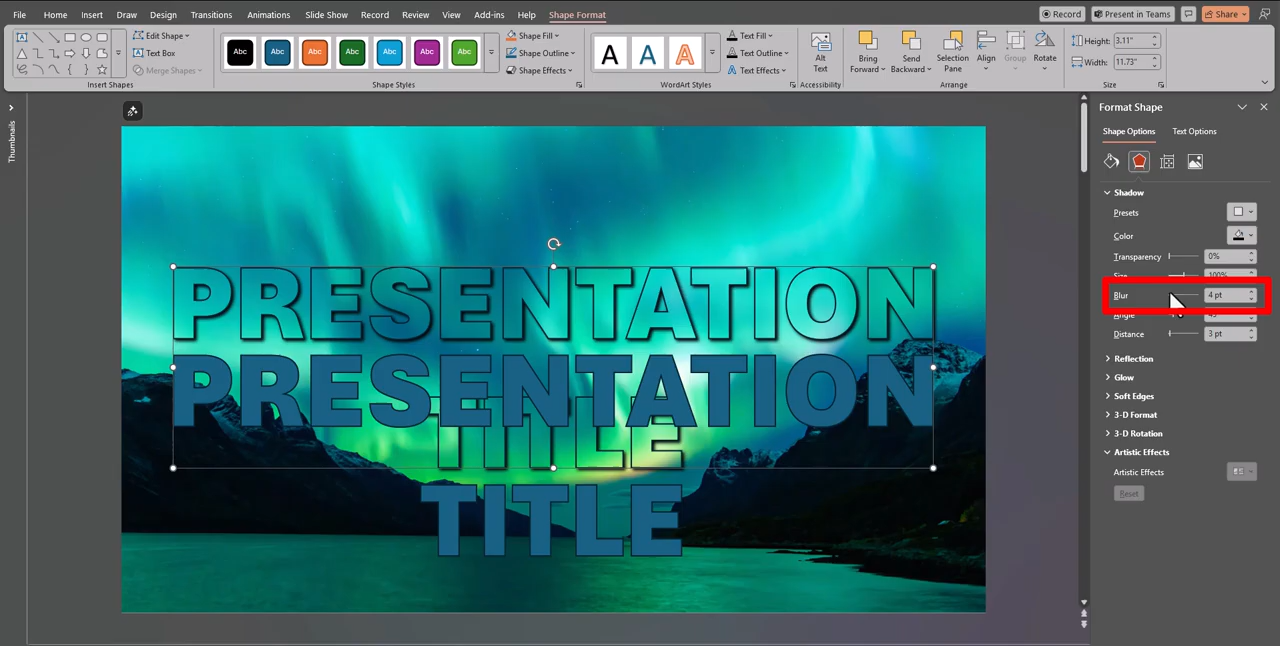 File Home Insert Draw Design Transitions Animations Slide Show Record Review View Add-ins Help Shape Format
Record Present in Teams Share
Edit Shape
Text Box
Merge Shapes
Insert Shapes
Abc Abc Abc Abc Abc Abc Abc
Shape Fill
Shape Outline
Shape Effects
Shape Styles
A A A
Text Fill
Text Outline
Text Effects
WordArt Styles
Alt
Text
Accessibility
Bring
Forward
Send
Backward
Selection
Pane
Align
Group
Rotate
Arrange
Height: 3.11"
Width: 11.73"
Size
Thumbnails
PRESENTATION
PRESENTATION
TITLE
TITLE
Format Shape
Shape Options Text Options
Shadow
Presets
Color
Transparency 0%
Size 100%
Blur 4 pt
Angle
Distance 3 pt
Reflection
Glow
Soft Edges
3-D Format
3-D Rotation
Artistic Effects
Artistic Effects
Reset